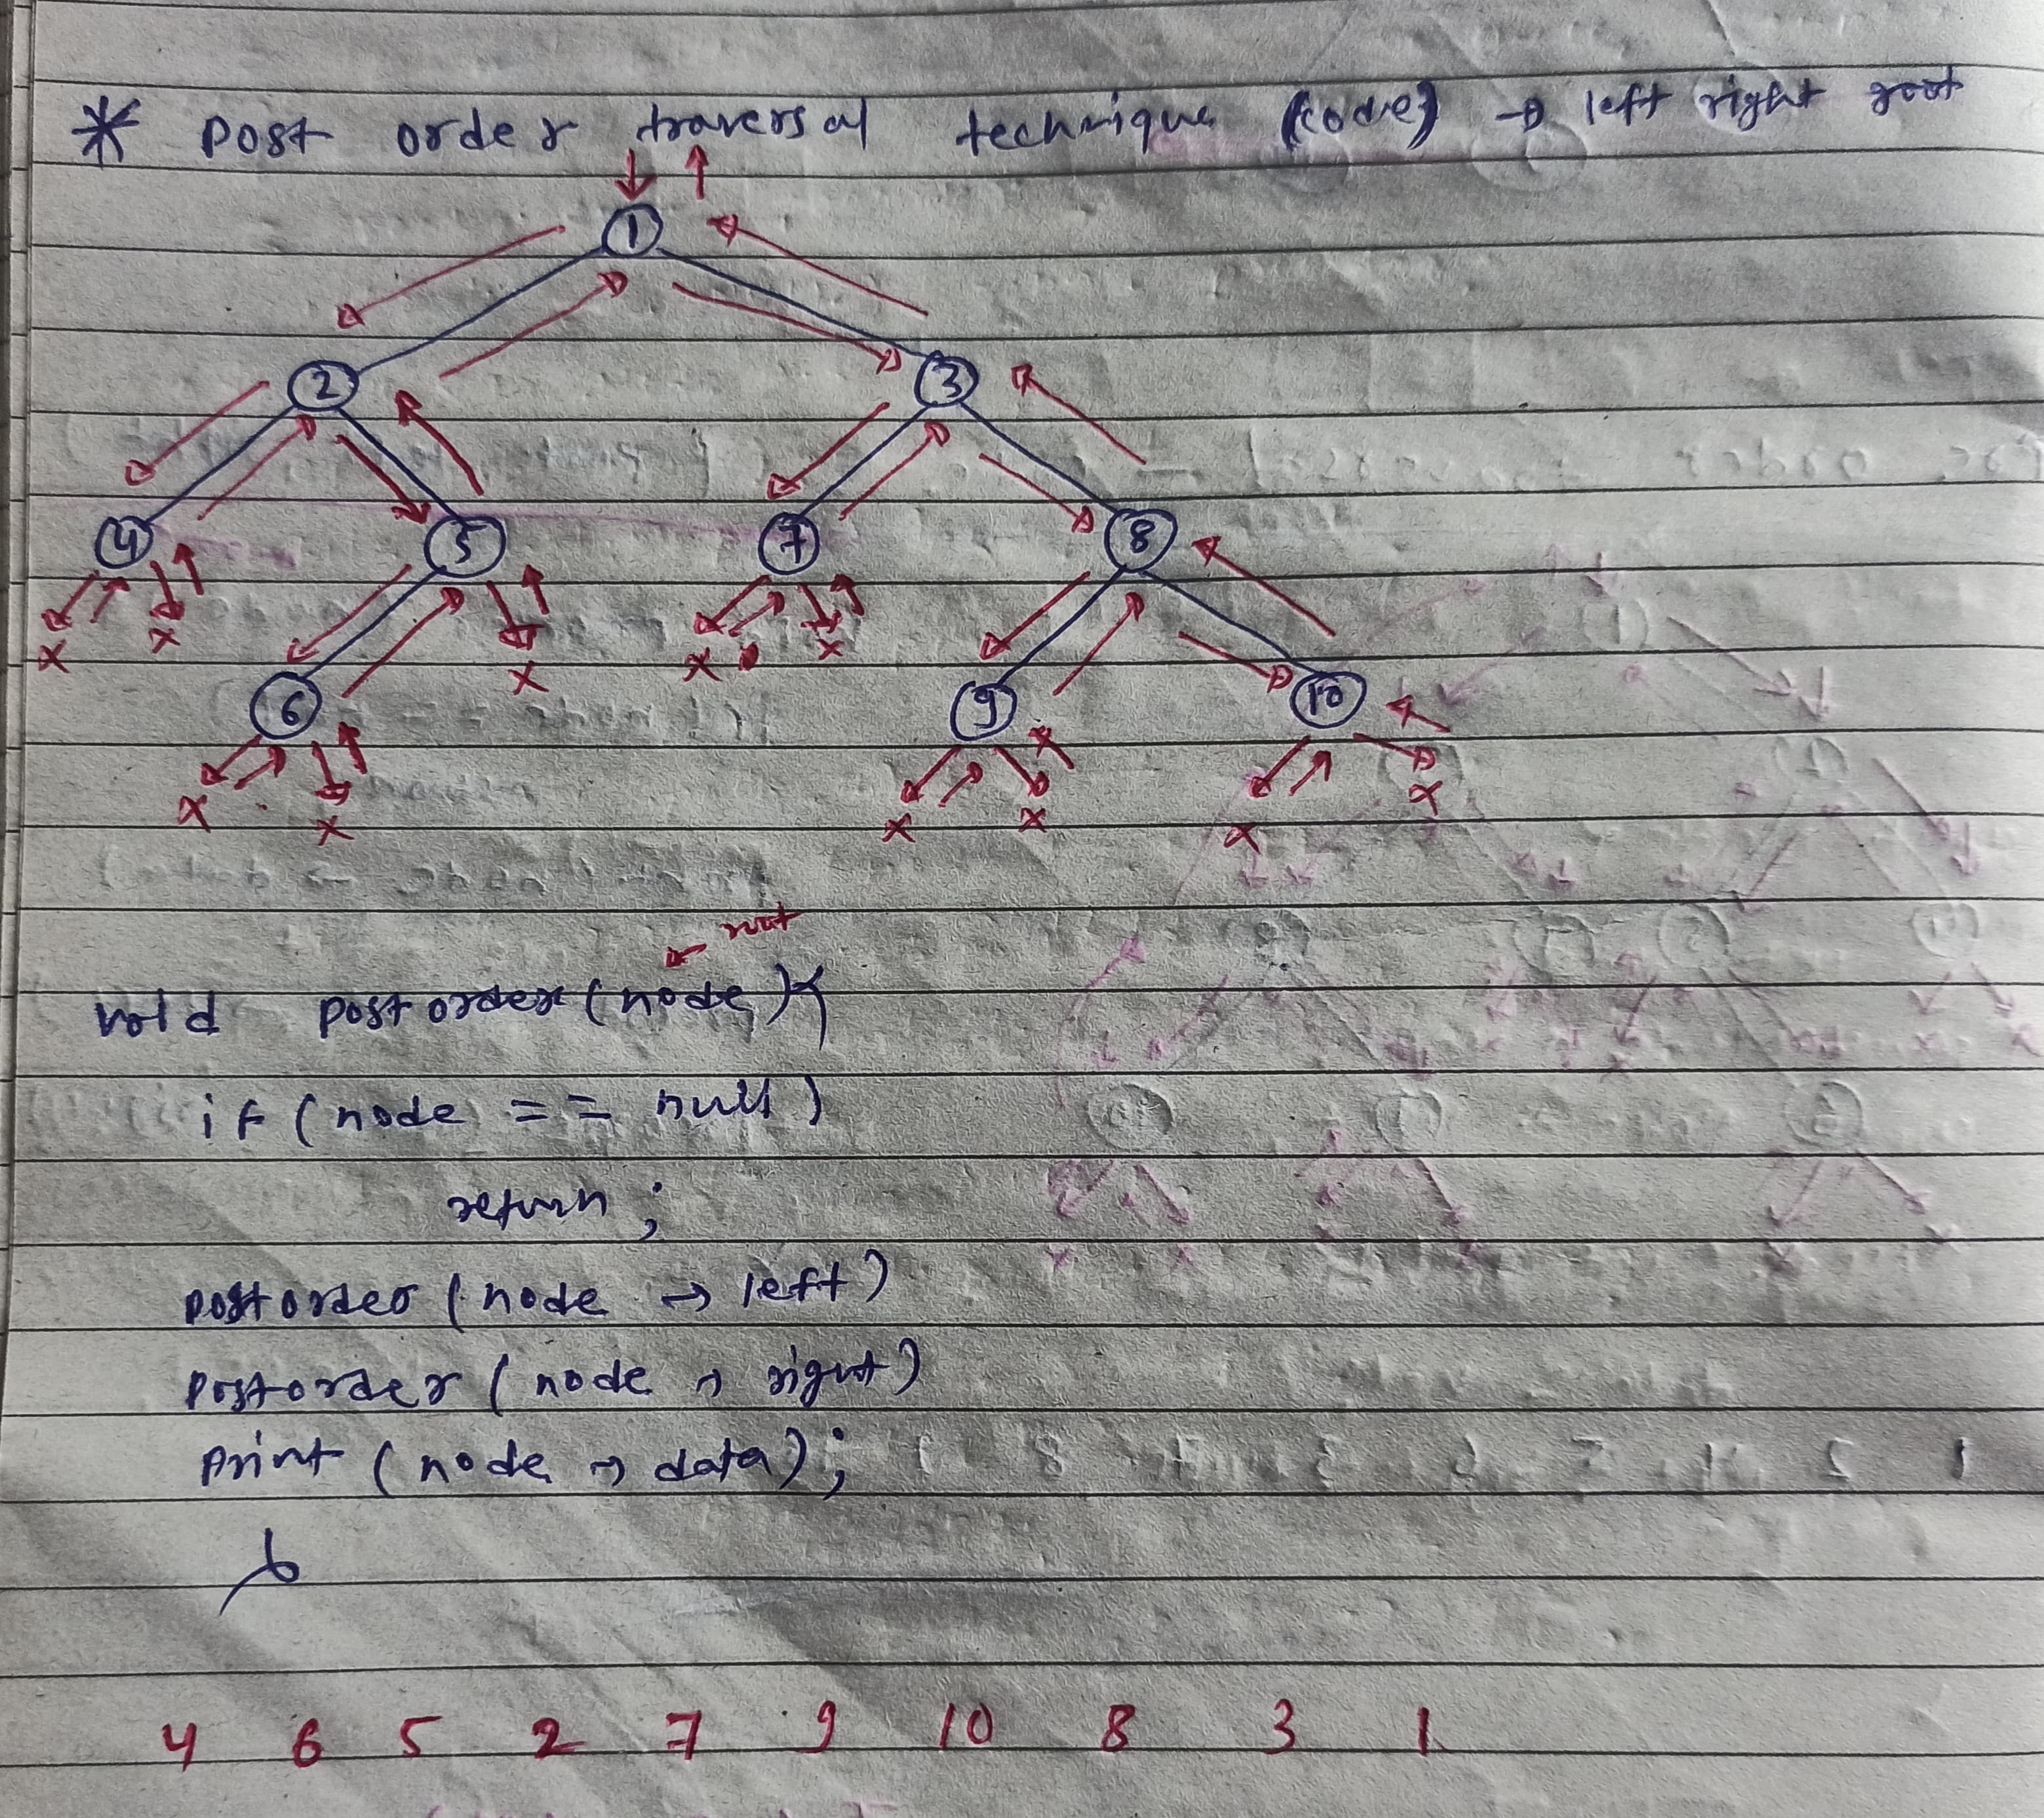 * Post order traversal technique (code) → left right root
1
2 3
4 5 7 8
6 9 10
x x x x x x
x x x x x x
← root
void postorder (node) {
if (node == null)
return ;
postorder (node → left)
postorder (node → right)
print (node → data) ;
}
4 6 5 2 7 9 10 8 3 1